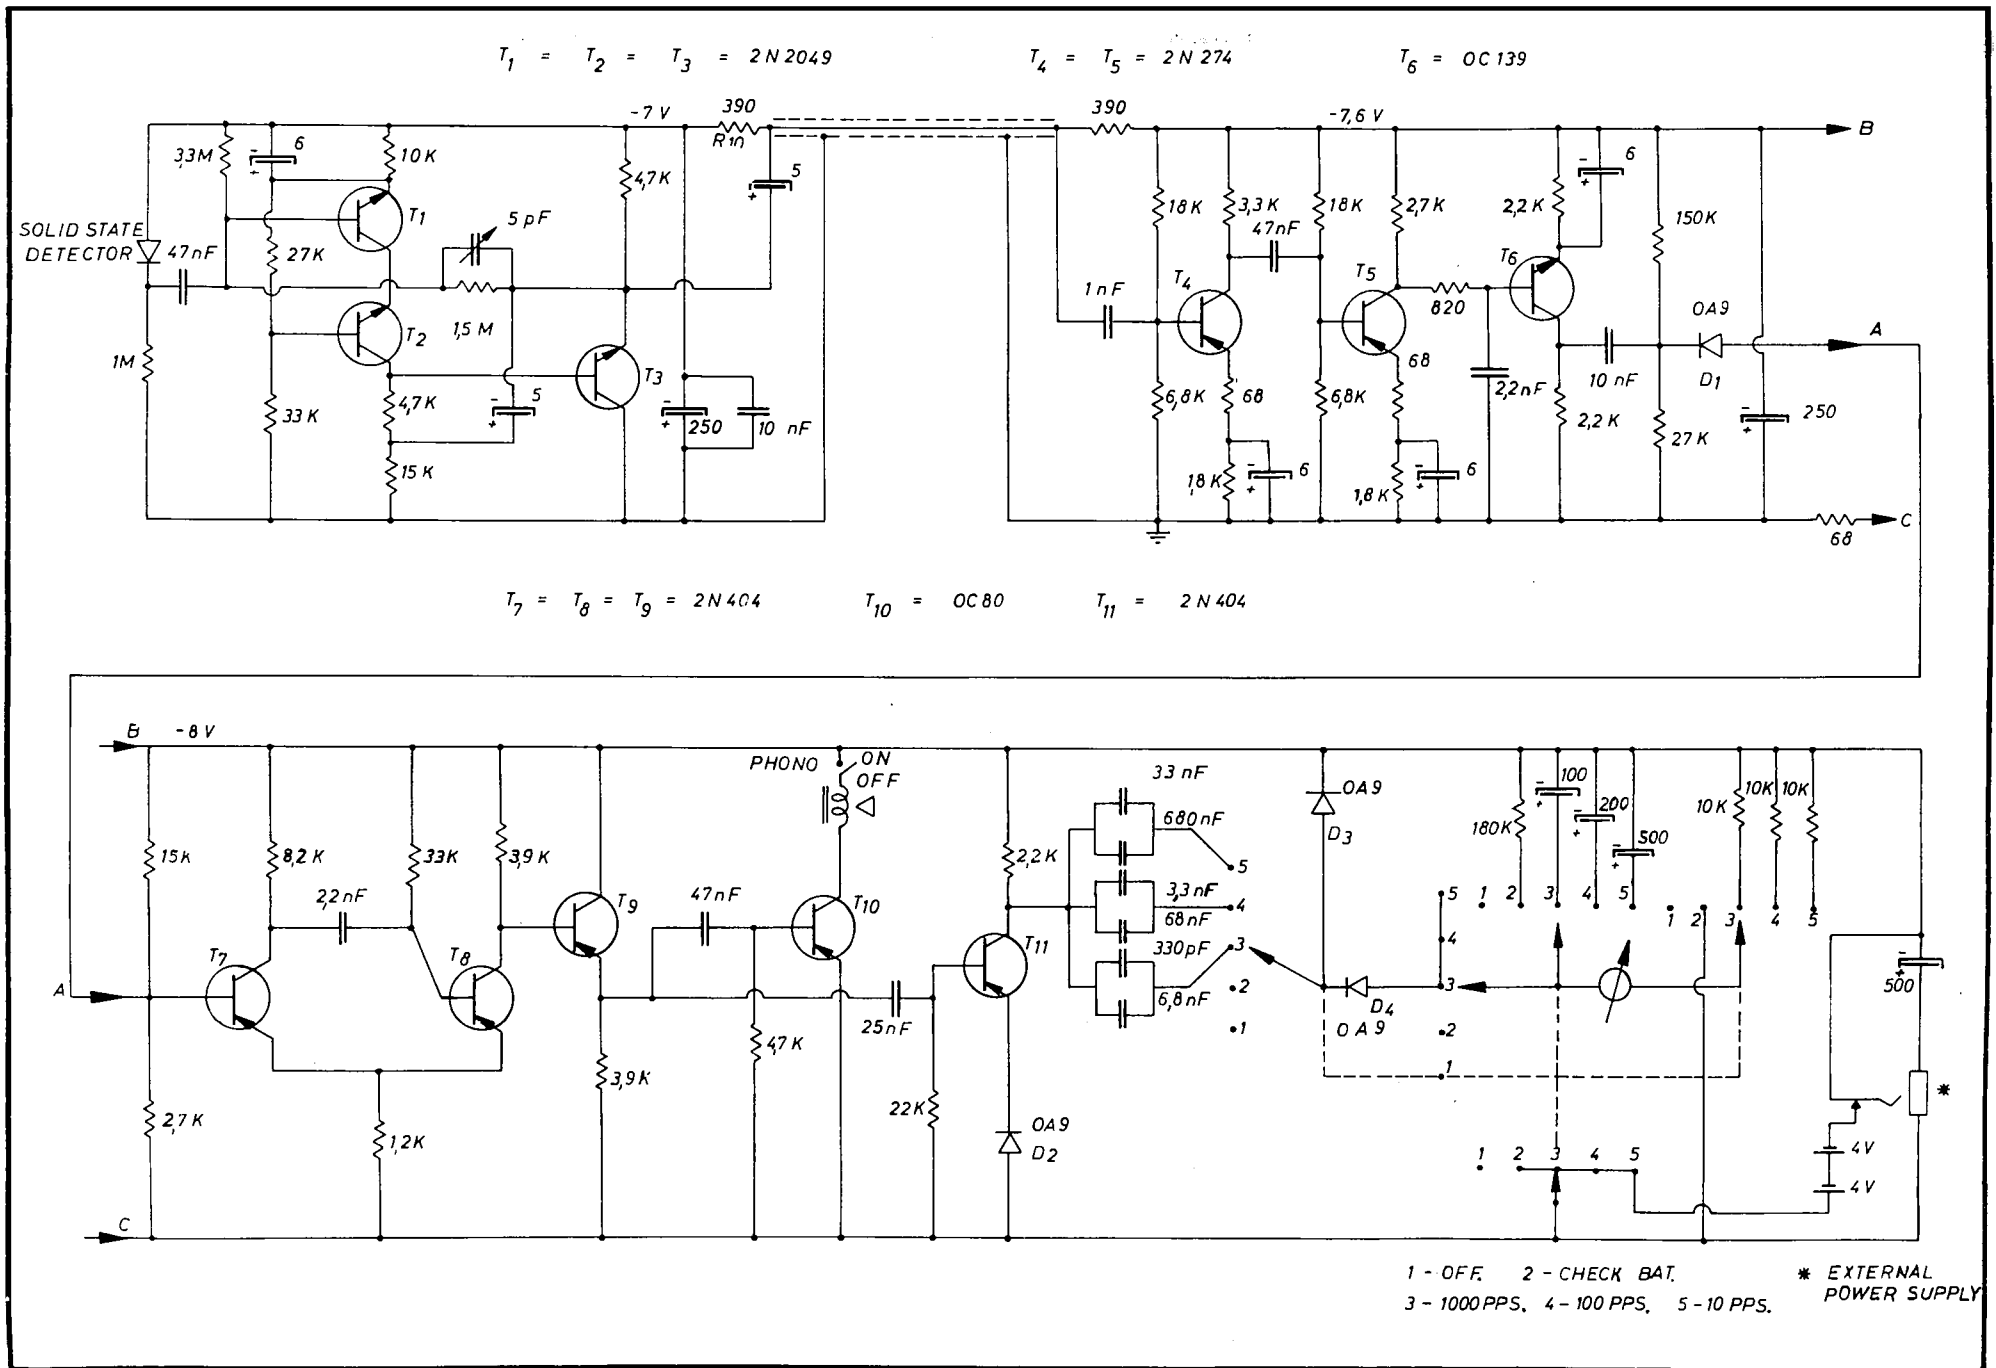 T1 = T2 = T3 = 2N2049
T4 = T5 = 2N274
T6 = OC139
-7 V
390
R10
390
-7,6 V
B
3,3M
6
10K
4,7K
5
T1
5 pF
SOLID STATE
DETECTOR
47nF
27K
T2
1,5 M
1M
T3
33K
4,7K
5
250
10 nF
15K
18K
3,3K
18K
2,7K
2,2K
6
150K
47nF
T4
T5
T6
1nF
820
OA9
A
68
10 nF
D1
2,2nF
6,8K
68
6,8K
2,2K
27K
250
1,8K
6
1,8K
6
C
68
T7 = T8 = T9 = 2N404
T10 = OC80
T11 = 2N404
B
-8 V
PHONO
ON
OFF
33 nF
OA9
D3
100
200
500
180K
10K
10K
10K
15K
8,2K
33K
3,9K
2,2K
680nF
5
2,2nF
T9
47nF
T10
3,3nF
4
68nF
T11
330pF
3
6,8nF
2
1
5
4
3
2
1
1
2
3
4
5
1
2
3
4
5
T7
T8
A
D4
OA9
25nF
500
47K
3,9K
22K
2,7K
1,2K
OA9
D2
*
1
2
3
4
5
4V
4V
C
1 - OFF. 2 - CHECK BAT.
3 - 1000 PPS. 4 - 100 PPS. 5 - 10 PPS.
* EXTERNAL
POWER SUPPLY